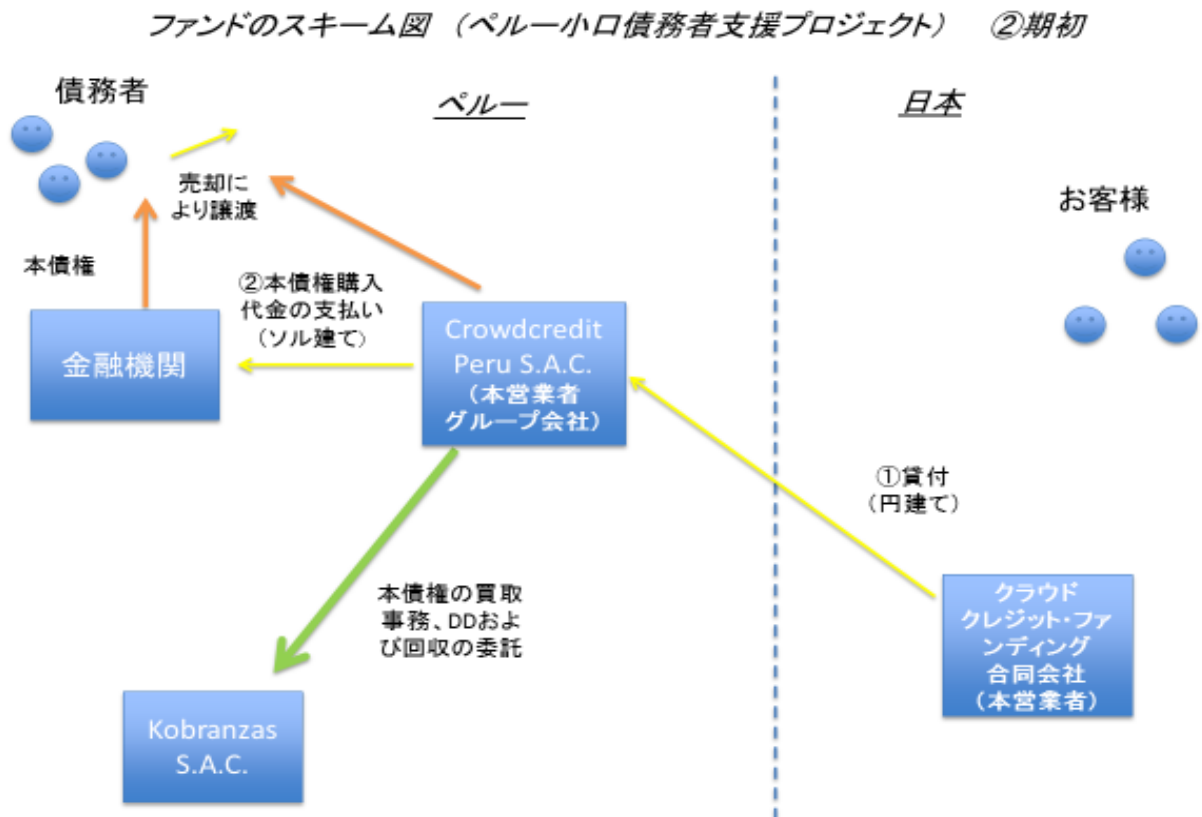 ファンドのスキーム図 （ペルー小口債務者支援プロジェクト） ②期初
債務者
ペルー
日本
売却に
より譲渡
お客様
本債権
②本債権購入
代金の支払い
（ソル建て）
金融機関
Crowdcredit
Peru S.A.C.
（本営業者
グループ会社）
①貸付
（円建て）
本債権の買取
事務、DDおよ
び回収の委託
クラウド
クレジット・ファ
ンディング
合同会社
（本営業者）
Kobranzas
S.A.C.